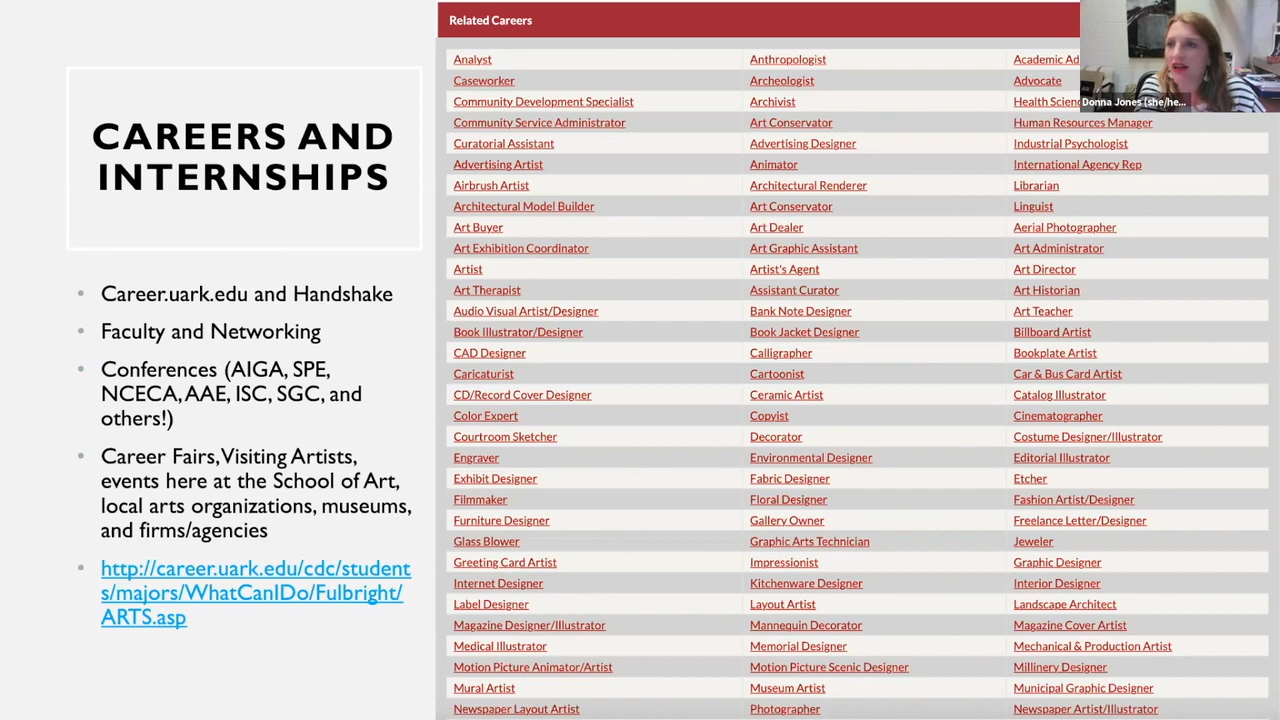 CAREERS AND
INTERNSHIPS
Career.uark.edu and Handshake
Faculty and Networking
Conferences (AIGA, SPE,
NCECA, AAE, ISC, SGC, and
others!)
Career Fairs, Visiting Artists,
events here at the School of Art,
local arts organizations, museums,
and firms/agencies
http://career.uark.edu/cdc/student
s/majors/WhatCanIDo/Fulbright/
ARTS.asp
Related Careers
Analyst Anthropologist Academic Ad
Caseworker Archeologist Advocate
Community Development Specialist Archivist Health Scien
Community Service Administrator Art Conservator Human Resources Manager
Curatorial Assistant Advertising Designer Industrial Psychologist
Advertising Artist Animator International Agency Rep
Airbrush Artist Architectural Renderer Librarian
Architectural Model Builder Art Conservator Linguist
Art Buyer Art Dealer Aerial Photographer
Art Exhibition Coordinator Art Graphic Assistant Art Administrator
Artist Artist's Agent Art Director
Art Therapist Assistant Curator Art Historian
Audio Visual Artist/Designer Bank Note Designer Art Teacher
Book Illustrator/Designer Book Jacket Designer Billboard Artist
CAD Designer Calligrapher Bookplate Artist
Caricaturist Cartoonist Car & Bus Card Artist
CD/Record Cover Designer Ceramic Artist Catalog Illustrator
Color Expert Copyist Cinematographer
Courtroom Sketcher Decorator Costume Designer/Illustrator
Engraver Environmental Designer Editorial Illustrator
Exhibit Designer Fabric Designer Etcher
Filmmaker Floral Designer Fashion Artist/Designer
Furniture Designer Gallery Owner Freelance Letter/Designer
Glass Blower Graphic Arts Technician Jeweler
Greeting Card Artist Impressionist Graphic Designer
Internet Designer Kitchenware Designer Interior Designer
Label Designer Layout Artist Landscape Architect
Magazine Designer/Illustrator Mannequin Decorator Magazine Cover Artist
Medical Illustrator Memorial Designer Mechanical & Production Artist
Motion Picture Animator/Artist Motion Picture Scenic Designer Millinery Designer
Mural Artist Museum Artist Municipal Graphic Designer
Newspaper Layout Artist Photographer Newspaper Artist/Illustrator
Donna Jones (she/he...